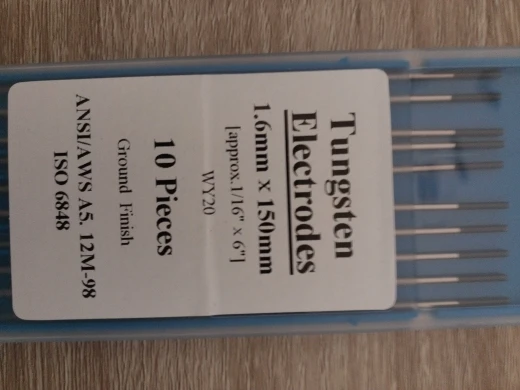 Tungsten
Electrodes
1.6mm x 150mm
[approx.1/16" x 6"]
WY20
10 Pieces
Ground Finish
ANSI/AWS A5. 12M-98
ISO 6848